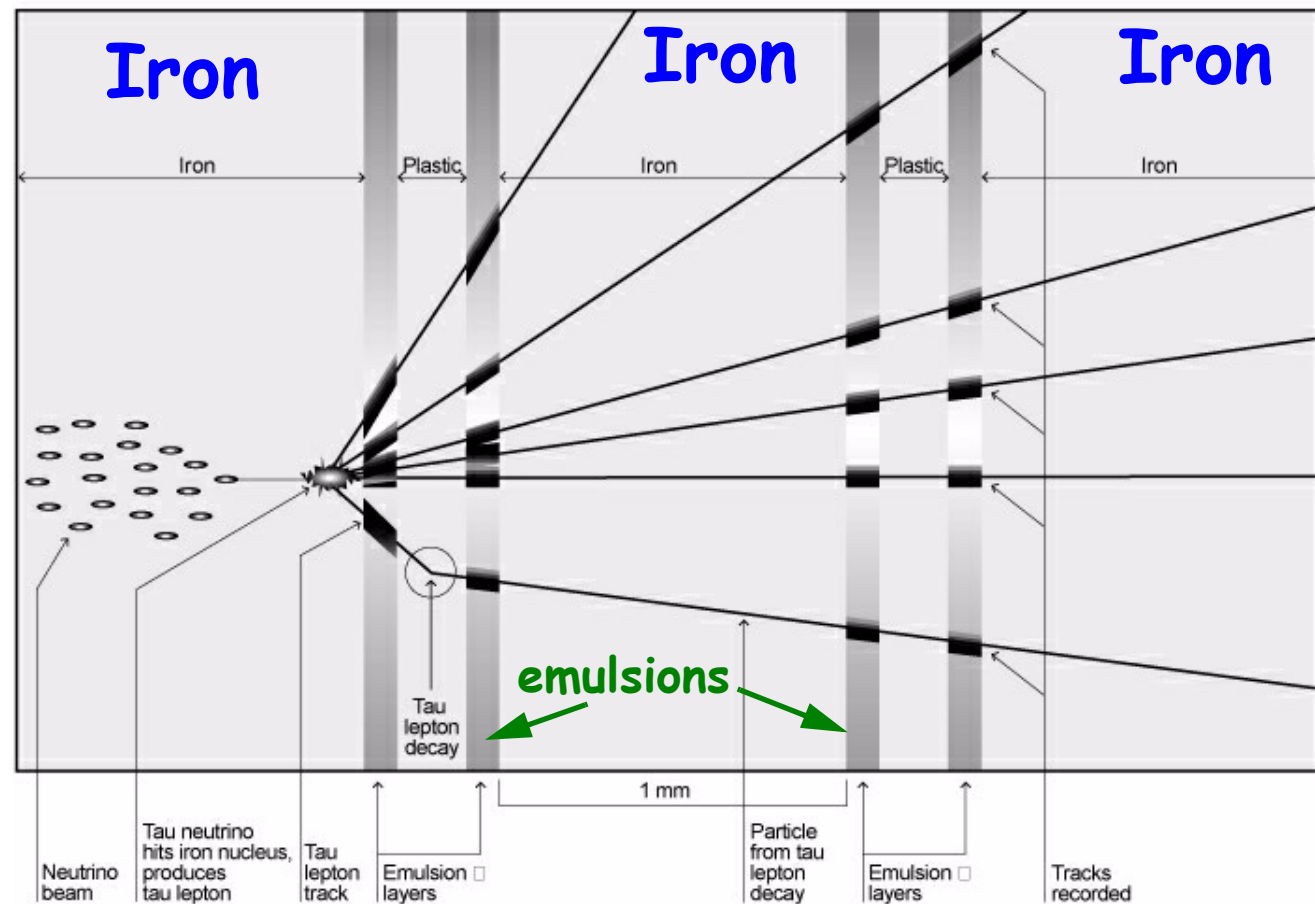 Iron Iron Iron
Iron Plastic Iron Plastic Iron
emulsions
Tau
lepton
decay
1 mm
Neutrino
beam
Tau neutrino
hits iron nucleus,
produces
tau lepton
Tau
lepton
track
Emulsion □
layers
Particle
from tau
lepton
decay
Emulsion □
layers
Tracks
recorded